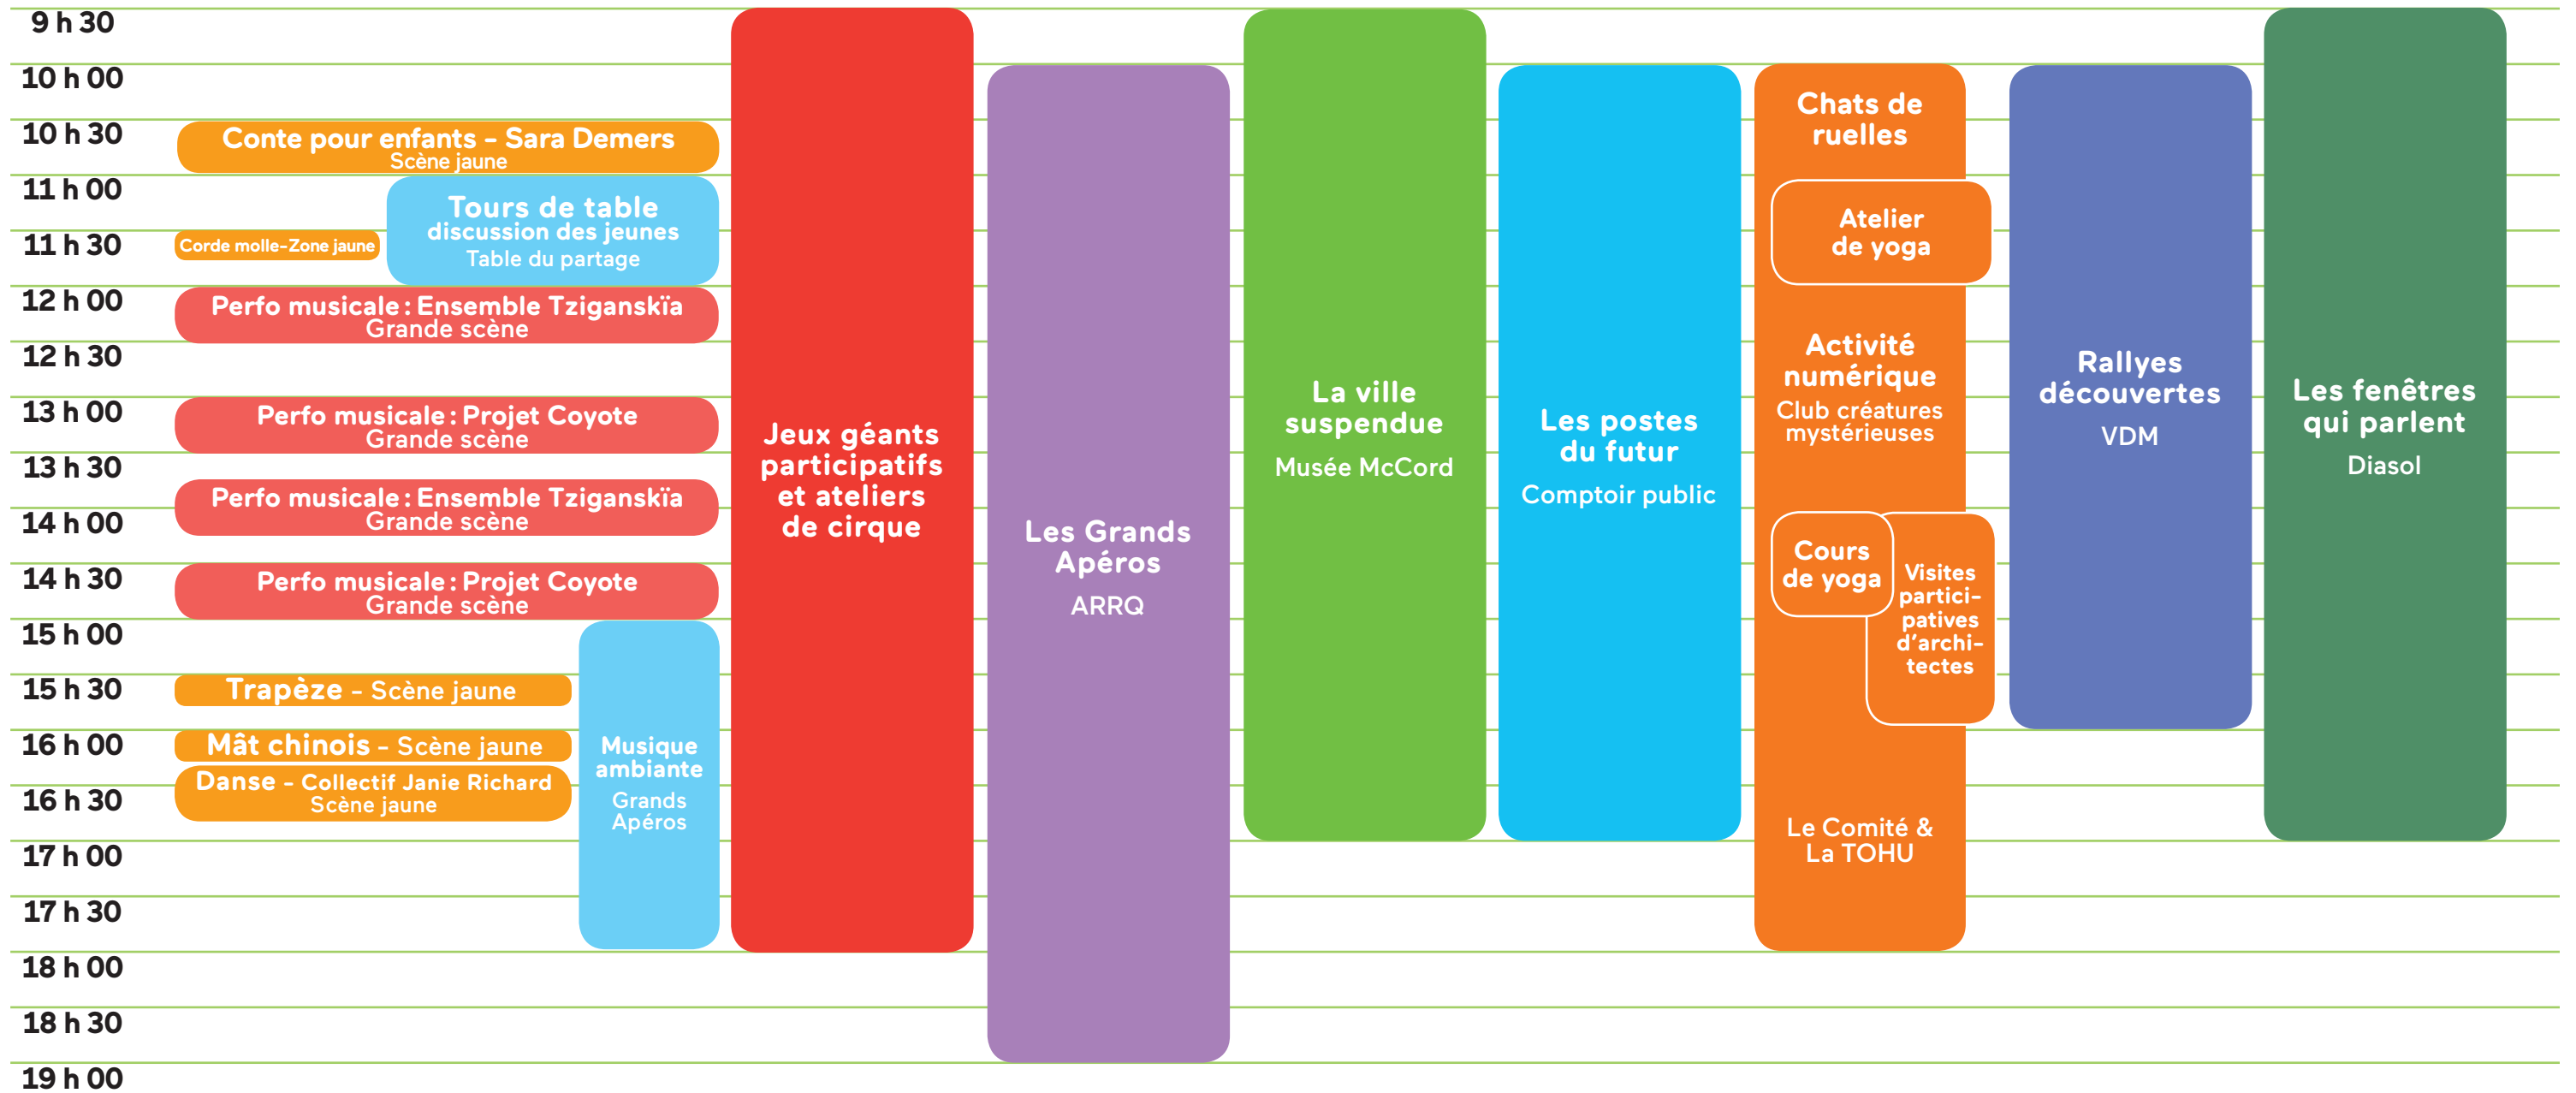 9 h 30
10 h 00
10 h 30
11 h 00
11 h 30
12 h 00
12 h 30
13 h 00
13 h 30
14 h 00
14 h 30
15 h 00
15 h 30
16 h 00
16 h 30
17 h 00
17 h 30
18 h 00
18 h 30
19 h 00
Conte pour enfants - Sara Demers
Scène jaune
Tours de table
discussion des jeunes
Table du partage
Corde molle-Zone jaune
Perfo musicale : Ensemble Tziganskïa
Grande scène
Perfo musicale : Projet Coyote
Grande scène
Perfo musicale : Ensemble Tziganskïa
Grande scène
Perfo musicale : Projet Coyote
Grande scène
Trapèze - Scène jaune
Mât chinois - Scène jaune
Danse - Collectif Janie Richard
Scène jaune
Musique
ambiante
Grands
Apéros
Jeux géants
participatifs
et ateliers
de cirque
Les Grands
Apéros
ARRQ
La ville
suspendue
Musée McCord
Les postes
du futur
Comptoir public
Chats de
ruelles
Atelier
de yoga
Activité
numérique
Club créatures
mystérieuses
Cours
de yoga
Visites
partici-
patives
d'archi-
tectes
Le Comité &
La TOHU
Rallyes
découvertes
VDM
Les fenêtres
qui parlent
Diasol